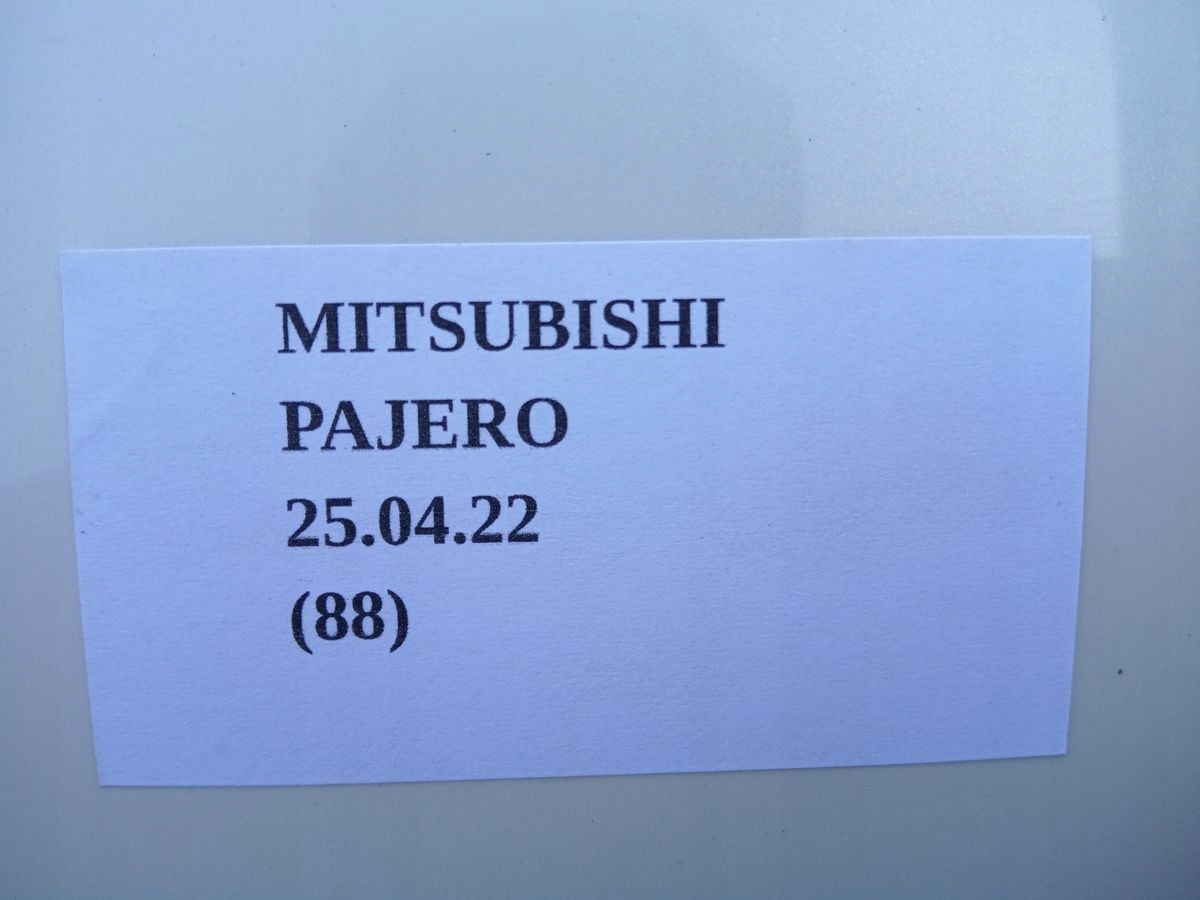 MITSUBISHI
PAJERO
25.04.22
(88)